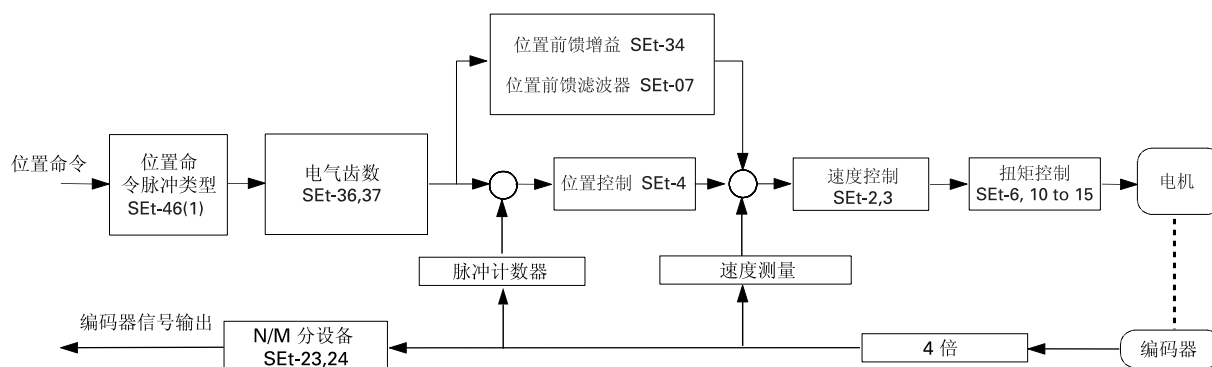 位置前馈增益 SEt-34
位置前馈滤波器 SEt-07
位置命令
位置命
令脉冲类型
SEt-46(1)
电气齿数
SEt-36,37
位置控制 SEt-4
速度控制
SEt-2,3
扭矩控制
SEt-6, 10 to 15
电机
脉冲计数器
速度测量
编码器信号输出
N/M 分设备
SEt-23,24
4 倍
编码器